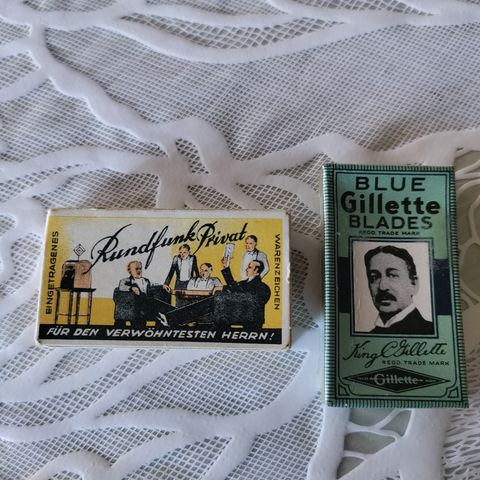 EINGETRAGENES
Rundfunk Privat
WARENZEICHEN
FÜR DEN VERWÖHNTESTEN HERRN!
BLUE
Gillette
BLADES
REGD. TRADE MARK
King C Gillette
REGD. TRADE MARK
Gillette